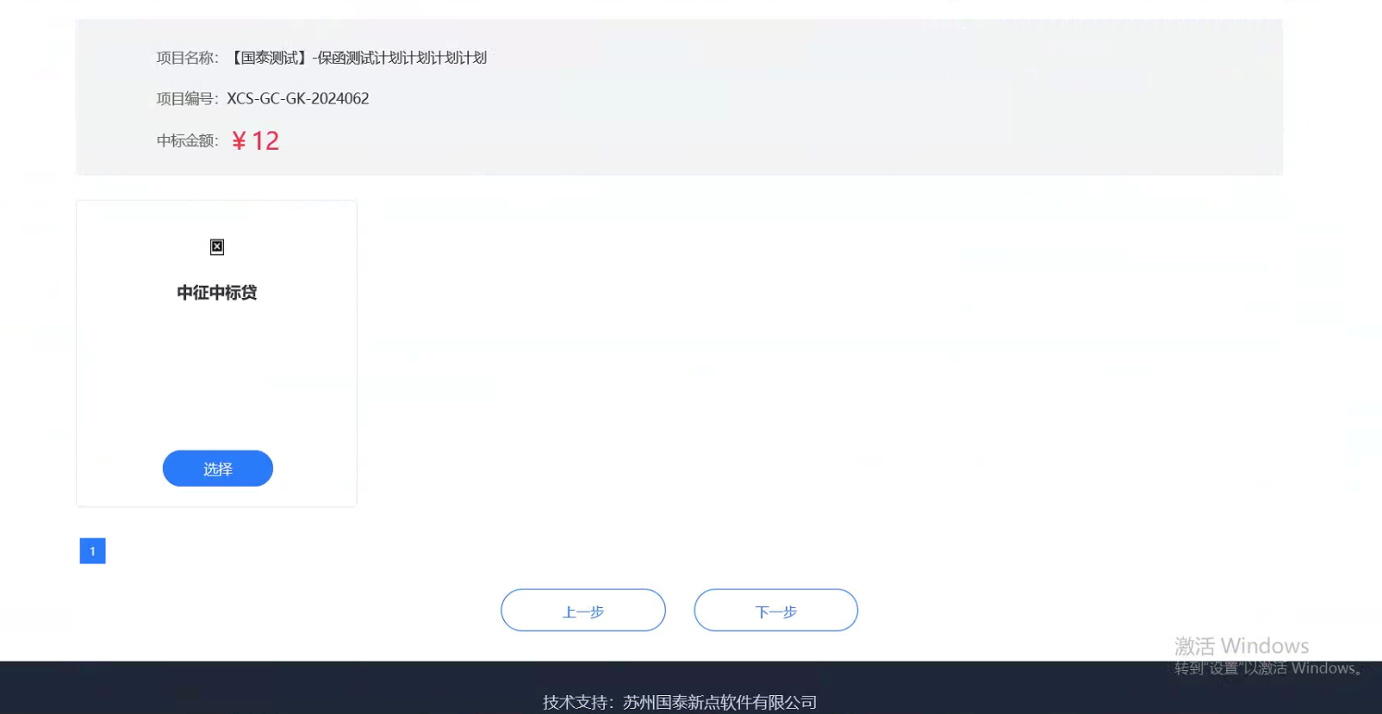 项目名称：【国泰测试】-保函测试计划计划计划计划
项目编号：XCS-GC-GK-2024062
中标金额：￥12
中征中标贷
选择
1
上一步
下一步
激活 Windows
转到"设置"以激活 Windows。
技术支持：苏州国泰新点软件有限公司